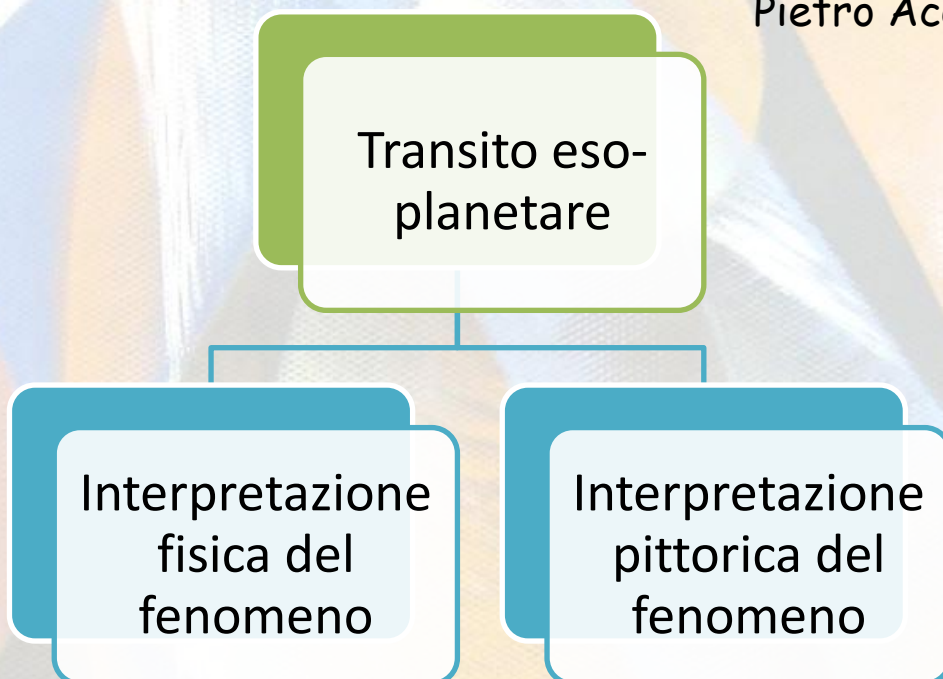 Pietro
Transito eso-
planetare
Interpretazione
fisica del
fenomeno
Interpretazione
pittorica del
fenomeno